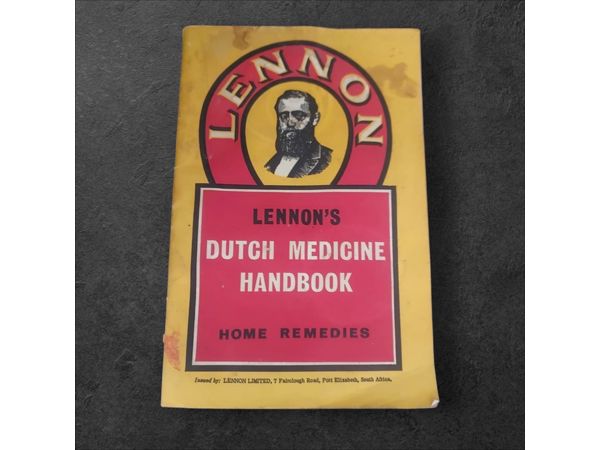 LENNON
LENNON'S
DUTCH MEDICINE
HANDBOOK
HOME REMEDIES
Issued by: LENNON LIMITED, 7 Fairclough Road, Port Elizabeth, South Africa.